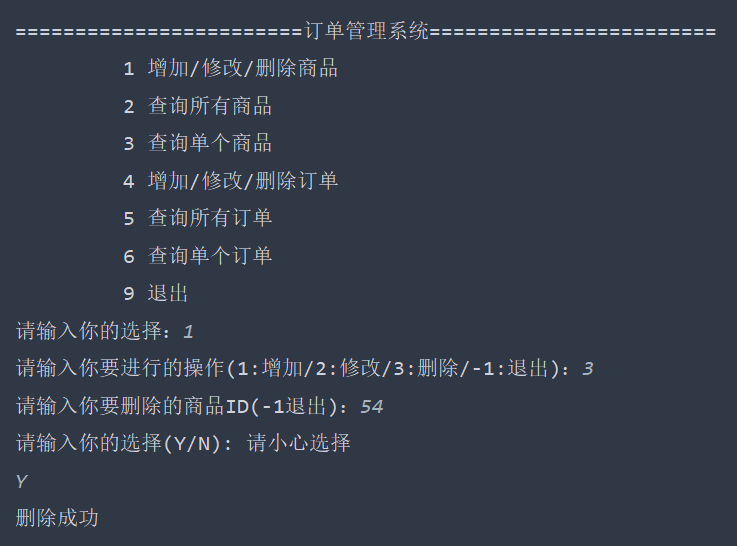 ========================订单管理系统========================
1 增加/修改/删除商品
2 查询所有商品
3 查询单个商品
4 增加/修改/删除订单
5 查询所有订单
6 查询单个订单
9 退出
请输入你的选择：1
请输入你要进行的操作(1:增加/2:修改/3:删除/-1:退出)：3
请输入你要删除的商品ID(-1退出)：54
请输入你的选择(Y/N): 请小心选择
Y
删除成功